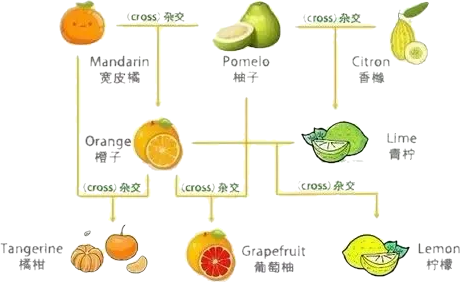 (cross) 杂交
(cross) 杂交
Mandarin
宽皮橘
Pomelo
柚子
Citron
香橼
Orange
橙子
Lime
青柠
(cross) 杂交
(cross) 杂交
(cross) 杂交
Tangerine
橘柑
Grapefruit
葡萄柚
Lemon
柠檬